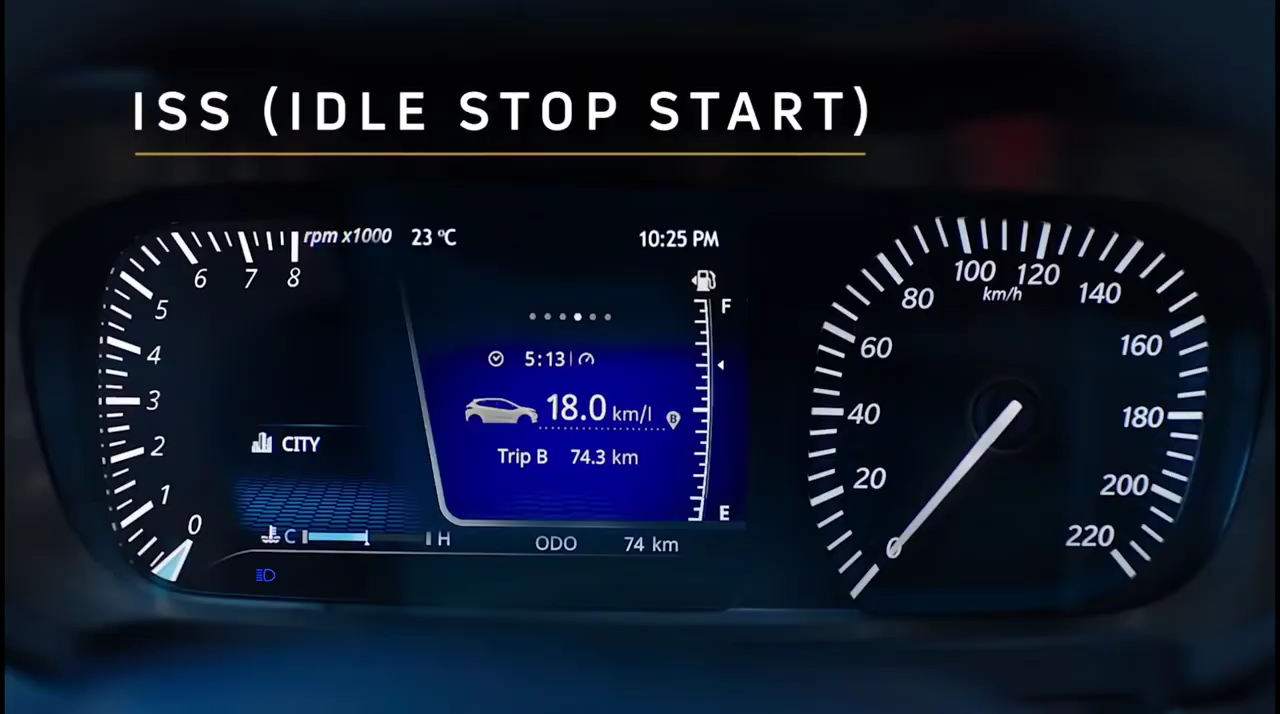 ISS (IDLE STOP START)
rpm x1000 23 ºC 10:25 PM
0 1 2 3 4 5 6 7 8
F
5:13
18.0 km/l
B
Trip B 74.3 km
CITY
E
C H
ODO 74 km
0 20 40 60 80 100 120 140 160 180 200 220
km/h